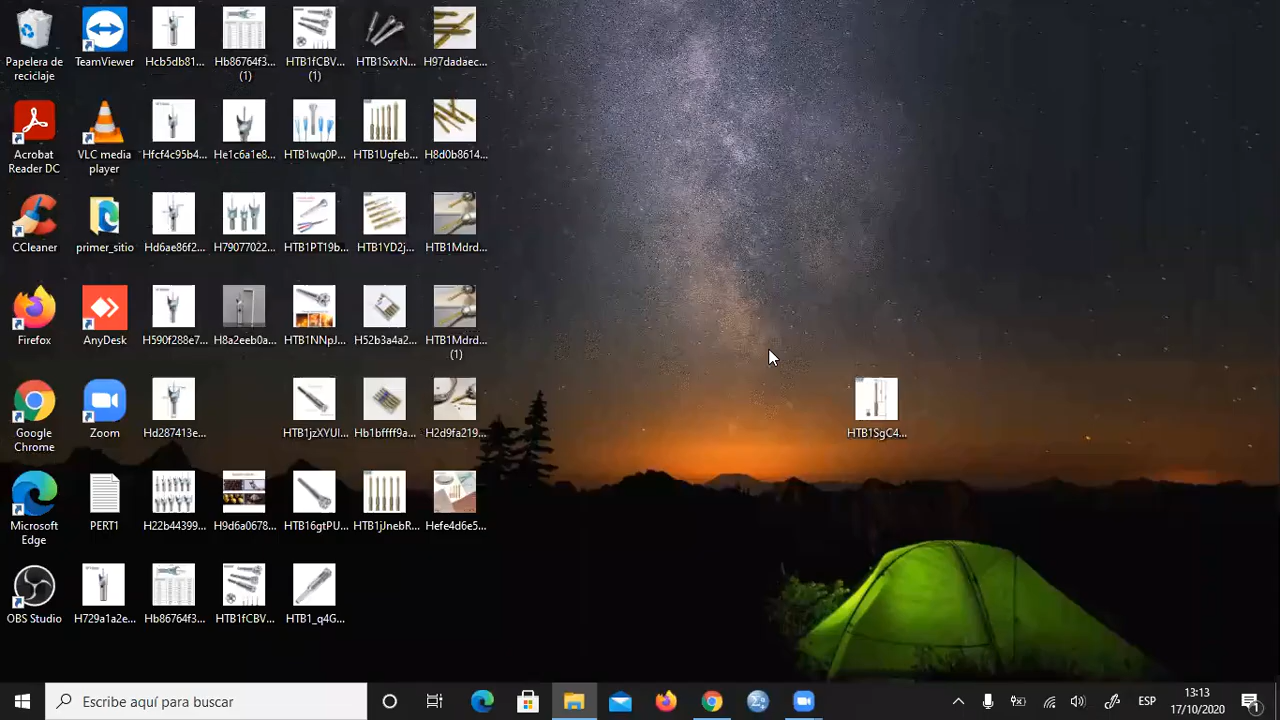 Papelera de
reciclaje
TeamViewer
Hcb5db81...
Hb86764f3...
(1)
HTB1fCBV...
(1)
HTB1SvxN...
H97dadaec...
Acrobat
Reader DC
VLC media
player
Hfcf4c95b4...
He1c6a1e8...
HTB1wq0P...
HTB1Ugfeb...
H8d0b8614...
CCleaner
primer_sitio
Hd6ae86f2...
H79077022...
HTB1PT19b...
HTB1YD2j...
HTB1Mdrd...
Firefox
AnyDesk
H590f288e7...
H8a2eeb0a...
HTB1NNpJ...
H52b3a4a2...
HTB1Mdrd...
(1)
Google
Chrome
Zoom
Hd287413e...
HTB1jzXYUl...
Hb1bffff9a...
H2d9fa219...
HTB1SgC4...
Microsoft
Edge
PERT1
H22b44399...
H9d6a0678...
HTB16gtPU...
HTB1jJnebR...
Hefe4d6e5...
OBS Studio
H729a1a2e...
Hb86764f3...
HTB1fCBV...
HTB1_q4G...
Escribe aquí para buscar
ESP
13:13
17/10/2020